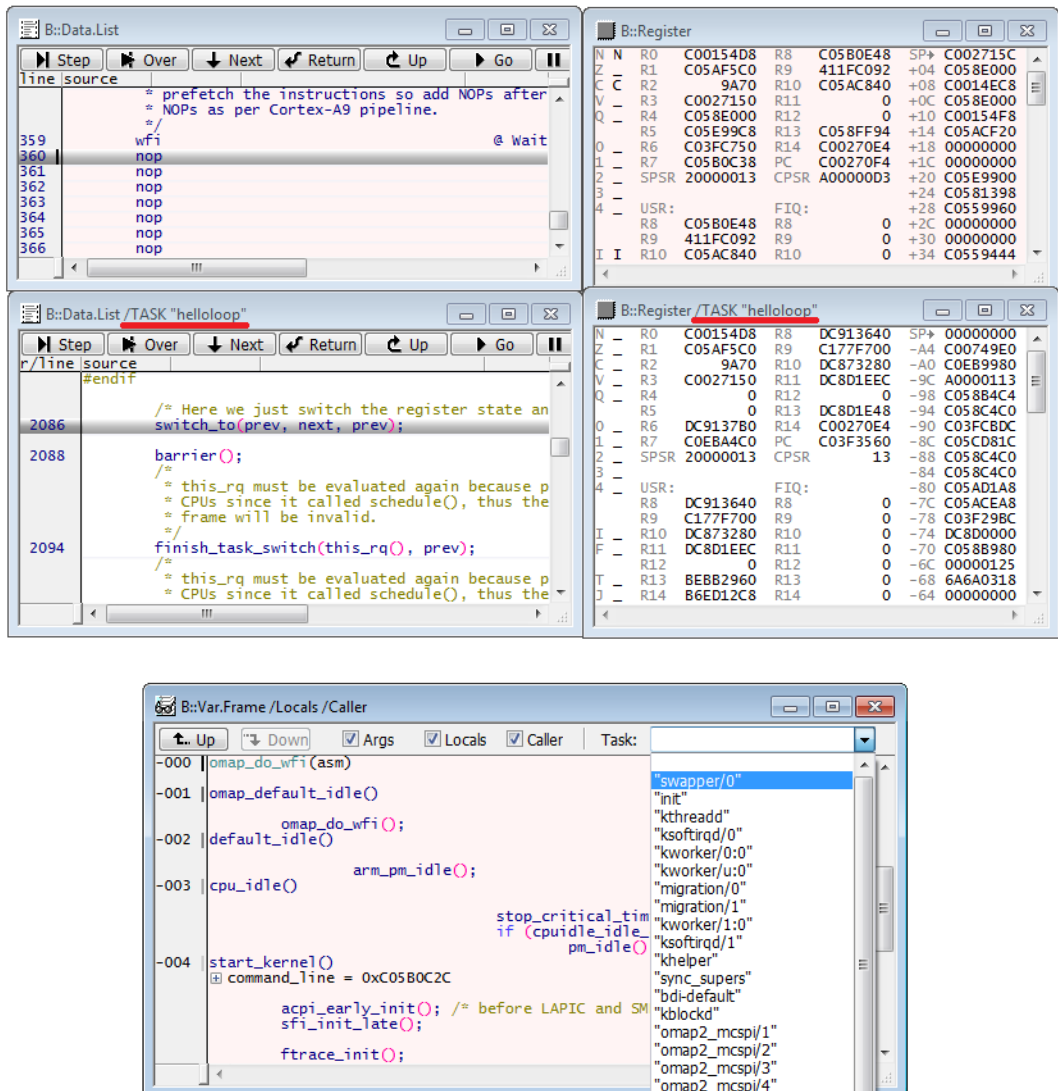 B::Data.List
Step Over Next Return Up Go
line source
* prefetch the instructions so add NOPs after
* NOPs as per Cortex-A9 pipeline.
*/
359 wfi @ Wait
360 nop
361 nop
362 nop
363 nop
364 nop
365 nop
366 nop
B::Register
N N R0 C00154D8 R8 C05B0E48 SP+ C002715C
Z _ R1 C05AF5C0 R9 411FC092 +04 C058E000
C C R2 9A70 R10 C05AC840 +08 C0014EC8
V _ R3 C0027150 R11 0 +0C C058E000
Q _ R4 C058E000 R12 0 +10 C00154F8
R5 C05E99C8 R13 C058FF94 +14 C05ACF20
0 _ R6 C03FC750 R14 C00270E4 +18 00000000
1 _ R7 C05B0C38 PC C00270F4 +1C 00000000
2 _ SPSR 20000013 CPSR A00000D3 +20 C05E9900
3 _ +24 C0581398
4 _ USR: FIQ: +28 C0559960
R8 C05B0E48 R8 0 +2C 00000000
R9 411FC092 R9 0 +30 00000000
I I R10 C05AC840 R10 0 +34 C0559444
B::Data.List /TASK "helloloop"
Step Over Next Return Up Go
r/line source
#endif
/* Here we just switch the register state an
2086 switch_to(prev, next, prev);
2088 barrier();
/*
* this_rq must be evaluated again because p
* CPUs since it called schedule(), thus the
* frame will be invalid.
*/
2094 finish_task_switch(this_rq(), prev);
/*
* this_rq must be evaluated again because p
* CPUs since it called schedule(), thus the
B::Register /TASK "helloloop"
N _ R0 C00154D8 R8 DC913640 SP+ 00000000
Z _ R1 C05AF5C0 R9 C177F700 -A4 C00749E0
C _ R2 9A70 R10 DC873280 -A0 C0EB9980
V _ R3 C0027150 R11 DC8D1EEC -9C A0000113
Q _ R4 0 R12 0 -98 C058B4C4
R5 0 R13 DC8D1E48 -94 C058C4C0
0 _ R6 DC9137B0 R14 C00270E4 -90 C03FCBDC
1 _ R7 C0EBA4C0 PC C03F3560 -8C C05CD81C
2 _ SPSR 20000013 CPSR 13 -88 C058C4C0
3 _ -84 C058C4C0
4 _ USR: FIQ: -80 C05AD1A8
R8 DC913640 R8 0 -7C C05ACEA8
R9 C177F700 R9 0 -78 C03F29BC
I _ R10 DC873280 R10 0 -74 DC8D0000
F _ R11 DC8D1EEC R11 0 -70 C058B980
R12 0 R12 0 -6C 00000125
T _ R13 BEBB2960 R13 0 -68 6A6A0318
J _ R14 B6ED12C8 R14 0 -64 00000000
B::Var.Frame /Locals /Caller
Up Down Args Locals Caller Task:
-000 omap_do_wfi(asm)
-001 omap_default_idle()
omap_do_wfi();
-002 default_idle()
arm_pm_idle();
-003 cpu_idle()
stop_critical_tim
if (cpuidle_idle_
pm_idle()
-004 start_kernel()
command_line = 0xC05B0C2C
acpi_early_init(); /* before LAPIC and SM
sfi_init_late();
ftrace_init();
"swapper/0"
"init"
"kthreadd"
"ksoftirqd/0"
"kworker/0:0"
"kworker/u:0"
"migration/0"
"migration/1"
"kworker/1:0"
"ksoftirqd/1"
"khelper"
"sync_supers"
"bdi-default"
"kblockd"
"omap2_mcspi/1"
"omap2_mcspi/2"
"omap2_mcspi/3"
"omap2_mcspi/4"